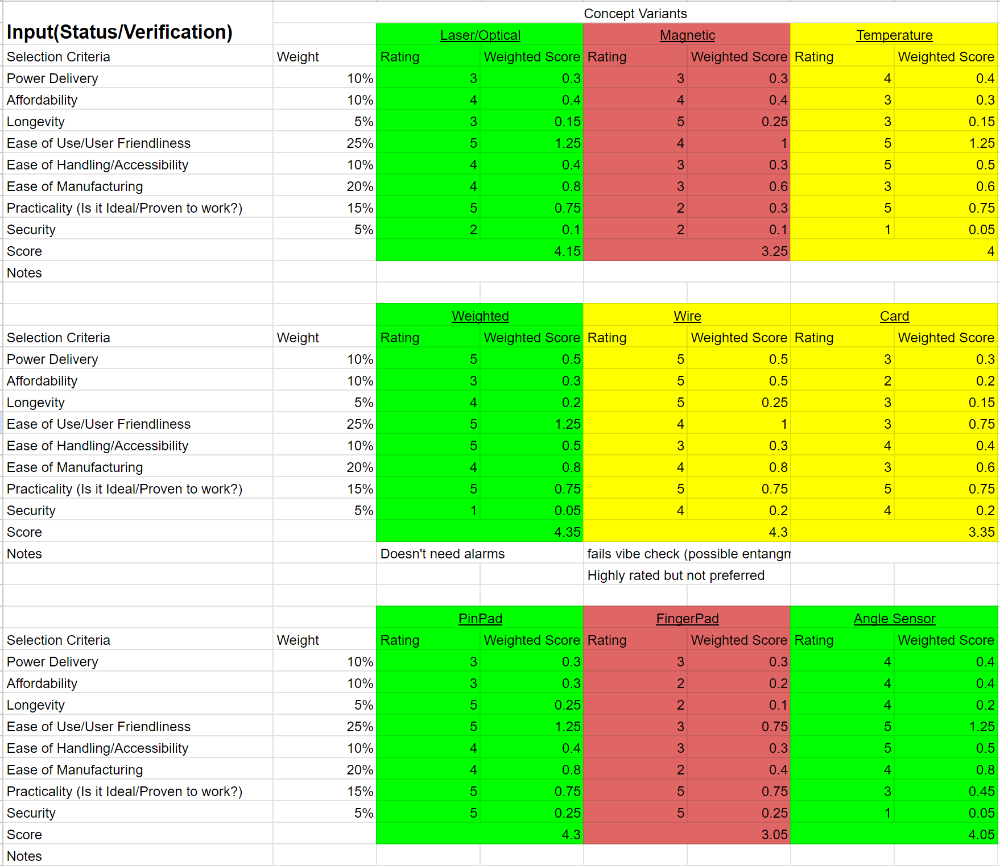 Concept Variants
Input(Status/Verification) Laser/Optical Magnetic Temperature
Selection Criteria Weight Rating Weighted Score Rating Weighted Score Rating Weighted Score
Power Delivery 10% 3 0.3 3 0.3 4 0.4
Affordability 10% 4 0.4 4 0.4 3 0.3
Longevity 5% 3 0.15 5 0.25 3 0.15
Ease of Use/User Friendliness 25% 5 1.25 4 1 5 1.25
Ease of Handling/Accessibility 10% 4 0.4 3 0.3 5 0.5
Ease of Manufacturing 20% 4 0.8 3 0.6 3 0.6
Practicality (Is it Ideal/Proven to work?) 15% 5 0.75 2 0.3 5 0.75
Security 5% 2 0.1 2 0.1 1 0.05
Score 4.15 3.25 4
Notes
Weighted Wire Card
Selection Criteria Weight Rating Weighted Score Rating Weighted Score Rating Weighted Score
Power Delivery 10% 5 0.5 5 0.5 3 0.3
Affordability 10% 3 0.3 5 0.5 2 0.2
Longevity 5% 4 0.2 5 0.25 3 0.15
Ease of Use/User Friendliness 25% 5 1.25 4 1 3 0.75
Ease of Handling/Accessibility 10% 5 0.5 3 0.3 4 0.4
Ease of Manufacturing 20% 4 0.8 4 0.8 3 0.6
Practicality (Is it Ideal/Proven to work?) 15% 5 0.75 5 0.75 5 0.75
Security 5% 1 0.05 4 0.2 4 0.2
Score 4.35 4.3 3.35
Notes Doesn't need alarms fails vibe check (possible entangm
Highly rated but not preferred
PinPad FingerPad Angle Sensor
Selection Criteria Weight Rating Weighted Score Rating Weighted Score Rating Weighted Score
Power Delivery 10% 3 0.3 3 0.3 4 0.4
Affordability 10% 3 0.3 2 0.2 4 0.4
Longevity 5% 5 0.25 2 0.1 4 0.2
Ease of Use/User Friendliness 25% 5 1.25 3 0.75 5 1.25
Ease of Handling/Accessibility 10% 4 0.4 3 0.3 5 0.5
Ease of Manufacturing 20% 4 0.8 2 0.4 4 0.8
Practicality (Is it Ideal/Proven to work?) 15% 5 0.75 5 0.75 3 0.45
Security 5% 5 0.25 5 0.25 1 0.05
Score 4.3 3.05 4.05
Notes